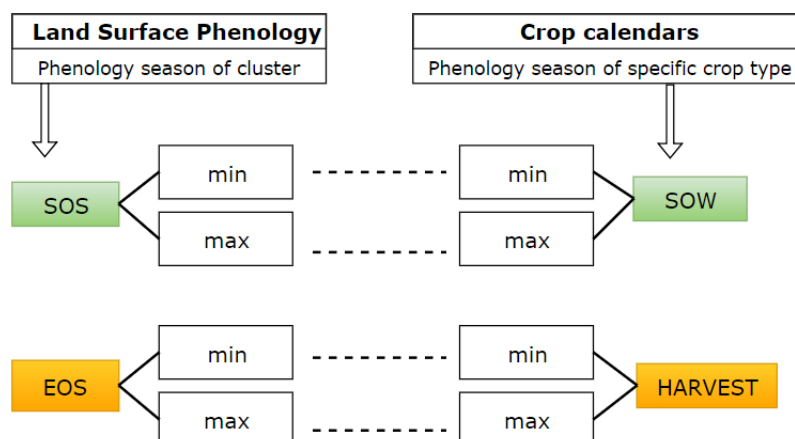 Land Surface Phenology
Phenology season of cluster
Crop calendars
Phenology season of specific crop type
SOS
min
max
min
max
SOW
EOS
min
max
min
max
HARVEST